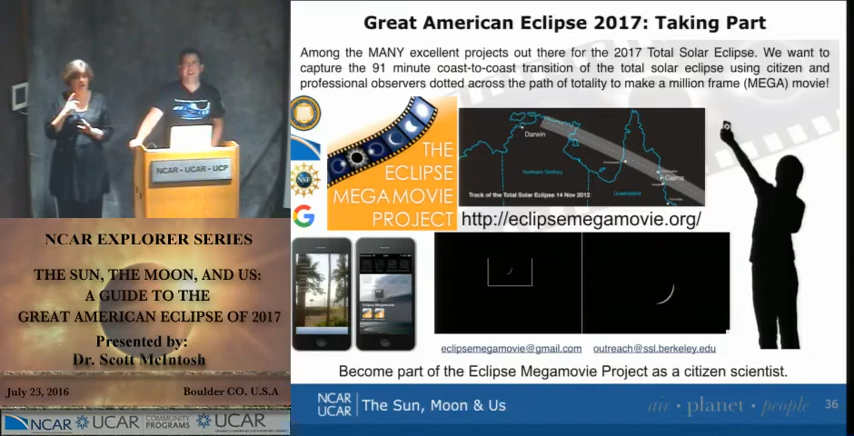 Great American Eclipse 2017: Taking Part
Among the MANY excellent projects out there for the 2017 Total Solar Eclipse. We want to
capture the 91 minute coast-to-coast transition of the total solar eclipse using citizen and
professional observers dotted across the path of totality to make a million frame (MEGA) movie!
NSF
G
THE
ECLIPSE
MEGAMOVIE
PROJECT
Darwin
Northern Territory
Cairns
Queensland
Track of the Total Solar Eclipse 14 Nov 2012
http://eclipsemegamovie.org/
eclipsemegamovie@gmail.com outreach@ssl.berkeley.edu
Become part of the Eclipse Megamovie Project as a citizen scientist.
NCAR
UCAR
The Sun, Moon & Us
air • planet • people
36
NCAR - UCAR - UCP
NCAR EXPLORER SERIES
THE SUN, THE MOON, AND US:
A GUIDE TO THE
GREAT AMERICAN ECLIPSE OF 2017
Presented by:
Dr. Scott McIntosh
July 23, 2016 Boulder CO. U.S.A
NCAR UCAR COMMUNITY PROGRAMS UCAR